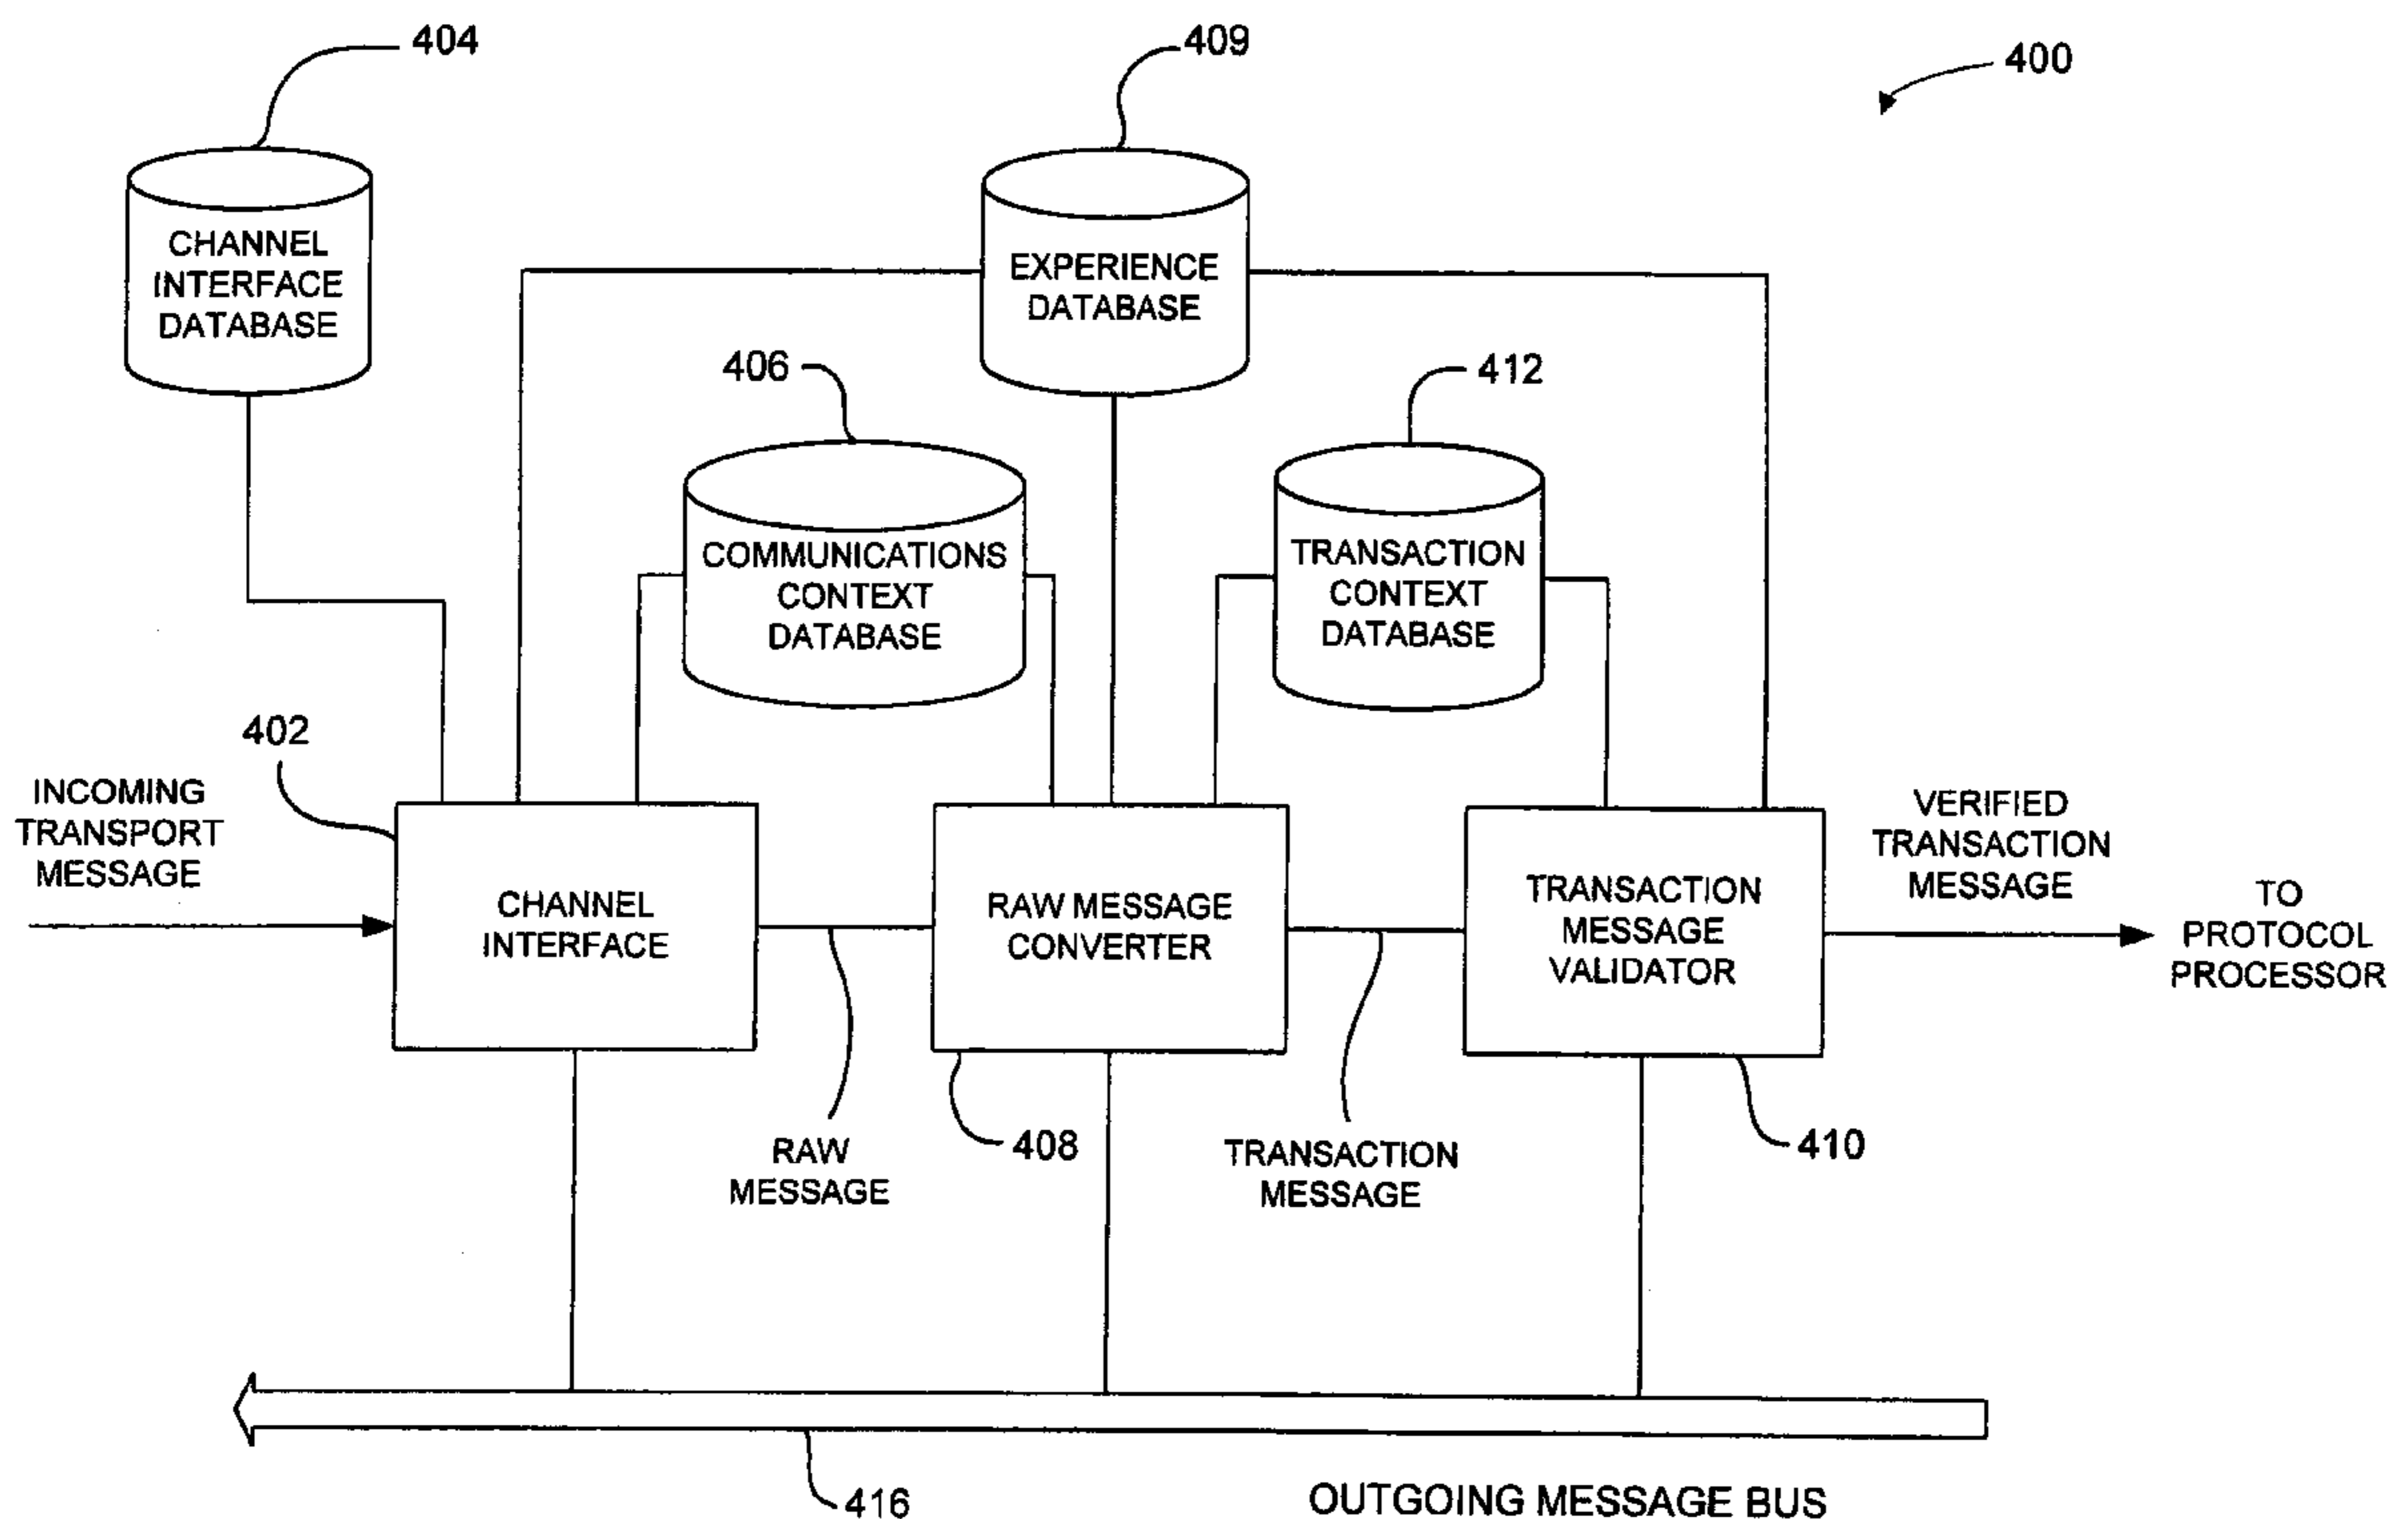 404
409
400
CHANNEL
INTERFACE
DATABASE
EXPERIENCE
DATABASE
406
412
COMMUNICATIONS
CONTEXT
DATABASE
TRANSACTION
CONTEXT
DATABASE
402
INCOMING
TRANSPORT
MESSAGE
VERIFIED
TRANSACTION
MESSAGE
CHANNEL
INTERFACE
RAW MESSAGE
CONVERTER
TRANSACTION
MESSAGE
VALIDATOR
TO
PROTOCOL
PROCESSOR
RAW
MESSAGE
408
TRANSACTION
MESSAGE
410
416
OUTGOING MESSAGE BUS